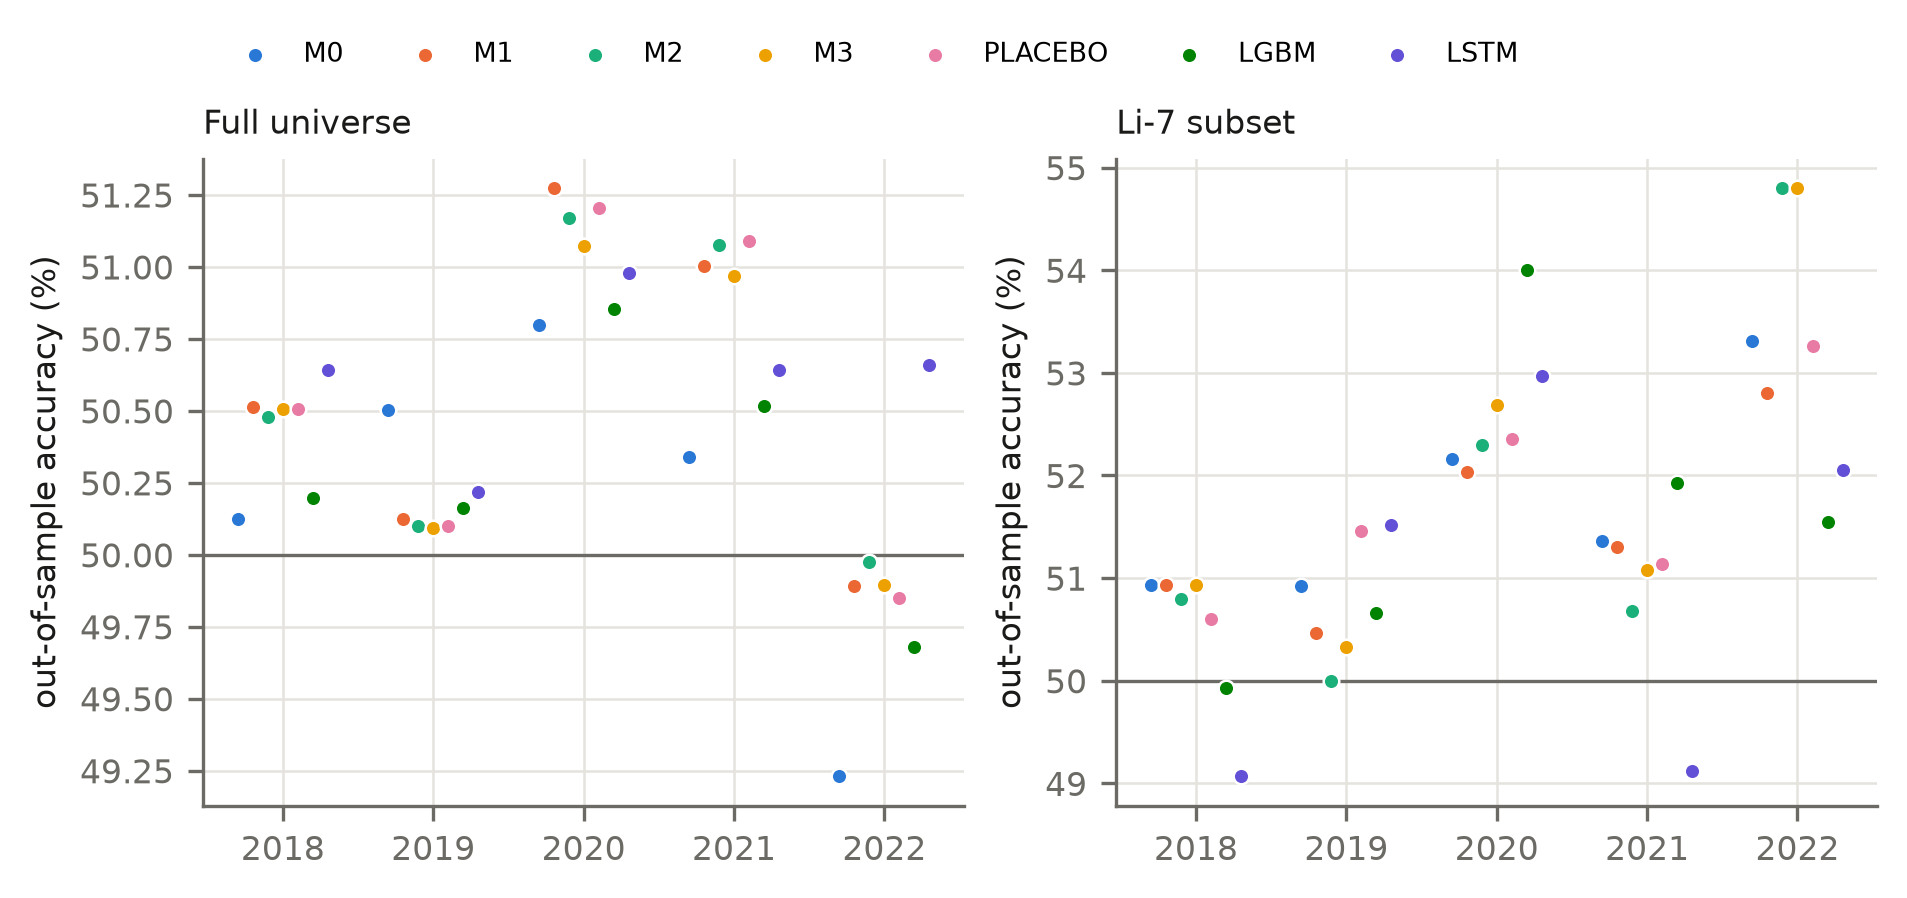 M0 M1 M2 M3 PLACEBO LGBM LSTM
Full universe
out-of-sample accuracy (%)
51.25
51.00
50.75
50.50
50.25
50.00
49.75
49.50
49.25
2018 2019 2020 2021 2022
Li-7 subset
out-of-sample accuracy (%)
55
54
53
52
51
50
49
2018 2019 2020 2021 2022